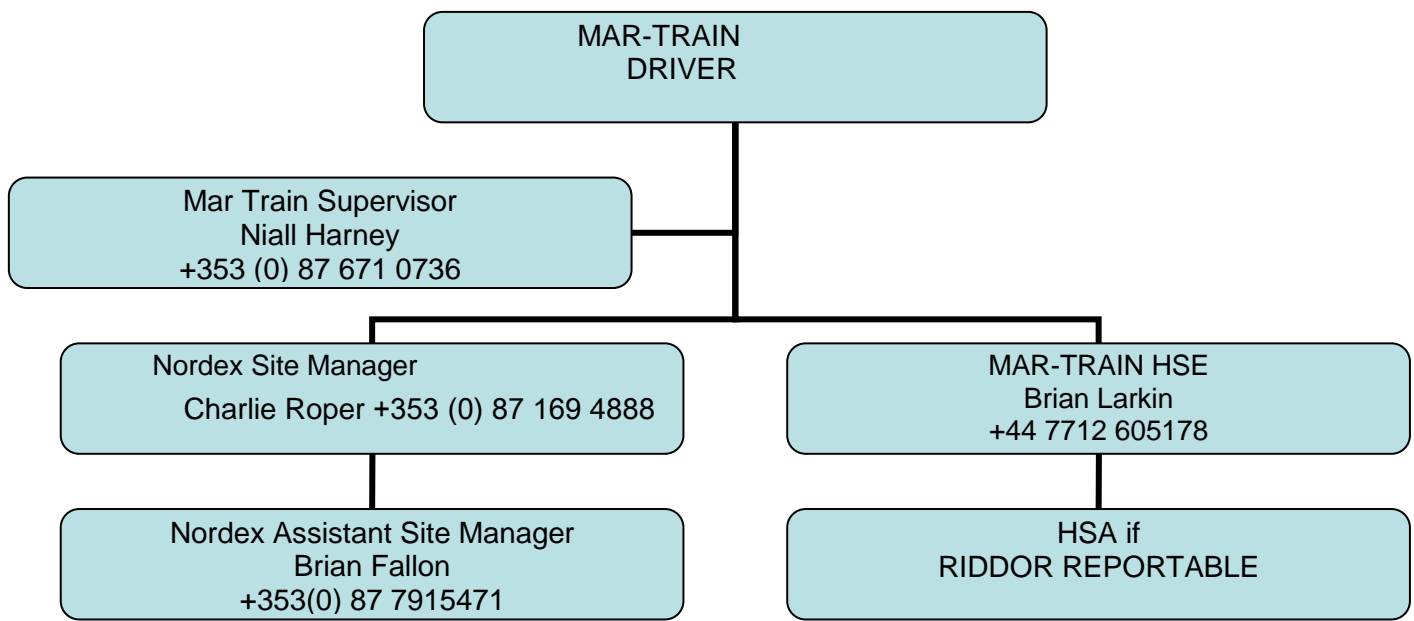 MAR-TRAIN
DRIVER
Mar Train Supervisor
Niall Harney
+353 (0) 87 671 0736
Nordex Site Manager
Charlie Roper +353 (0) 87 169 4888
MAR-TRAIN HSE
Brian Larkin
+44 7712 605178
Nordex Assistant Site Manager
Brian Fallon
+353(0) 87 7915471
HSA if
RIDDOR REPORTABLE